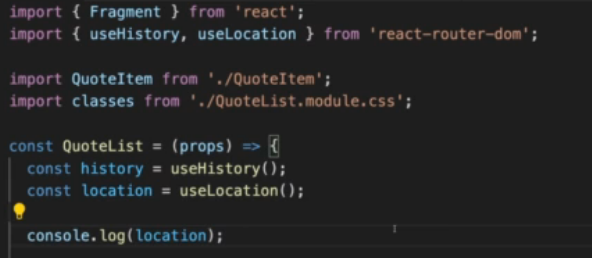 import { Fragment } from 'react';
import { useHistory, useLocation } from 'react-router-dom';
import QuoteItem from './QuoteItem';
import classes from './QuoteList.module.css';
const QuoteList = (props) => {
const history = useHistory();
const location = useLocation();
console.log(location);